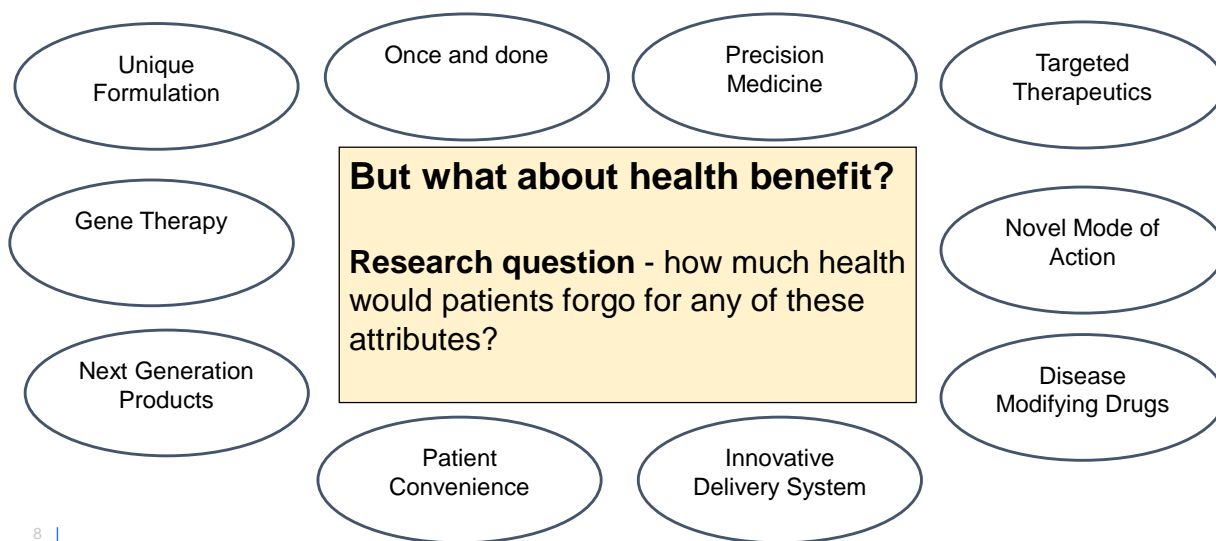 Unique
Formulation
Once and done
Precision
Medicine
Targeted
Therapeutics
But what about health benefit?
Research question - how much health
would patients forgo for any of these
attributes?
Gene Therapy
Novel Mode of
Action
Next Generation
Products
Disease
Modifying Drugs
Patient
Convenience
Innovative
Delivery System
8 |